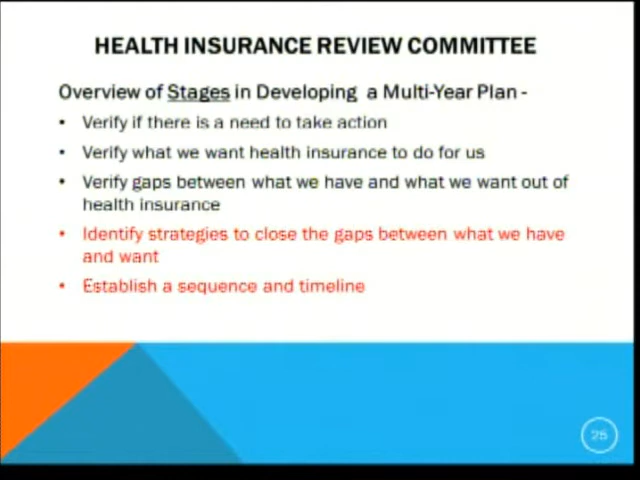 HEALTH INSURANCE REVIEW COMMITTEE
Overview of Stages in Developing a Multi-Year Plan -
• Verify if there is a need to take action
• Verify what we want health insurance to do for us
• Verify gaps between what we have and what we want out of
health insurance
• Identify strategies to close the gaps between what we have
and want
• Establish a sequence and timeline
25